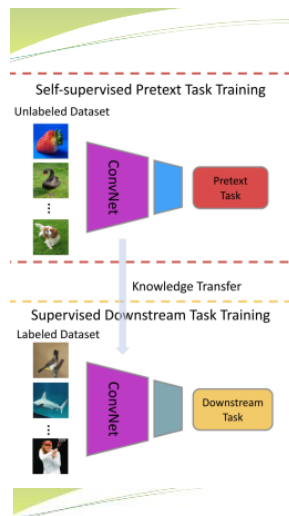 Self-supervised Pretext Task Training
Unlabeled Dataset
ConvNet
Pretext
Task
Knowledge Transfer
Supervised Downstream Task Training
Labeled Dataset
ConvNet
Downstream
Task